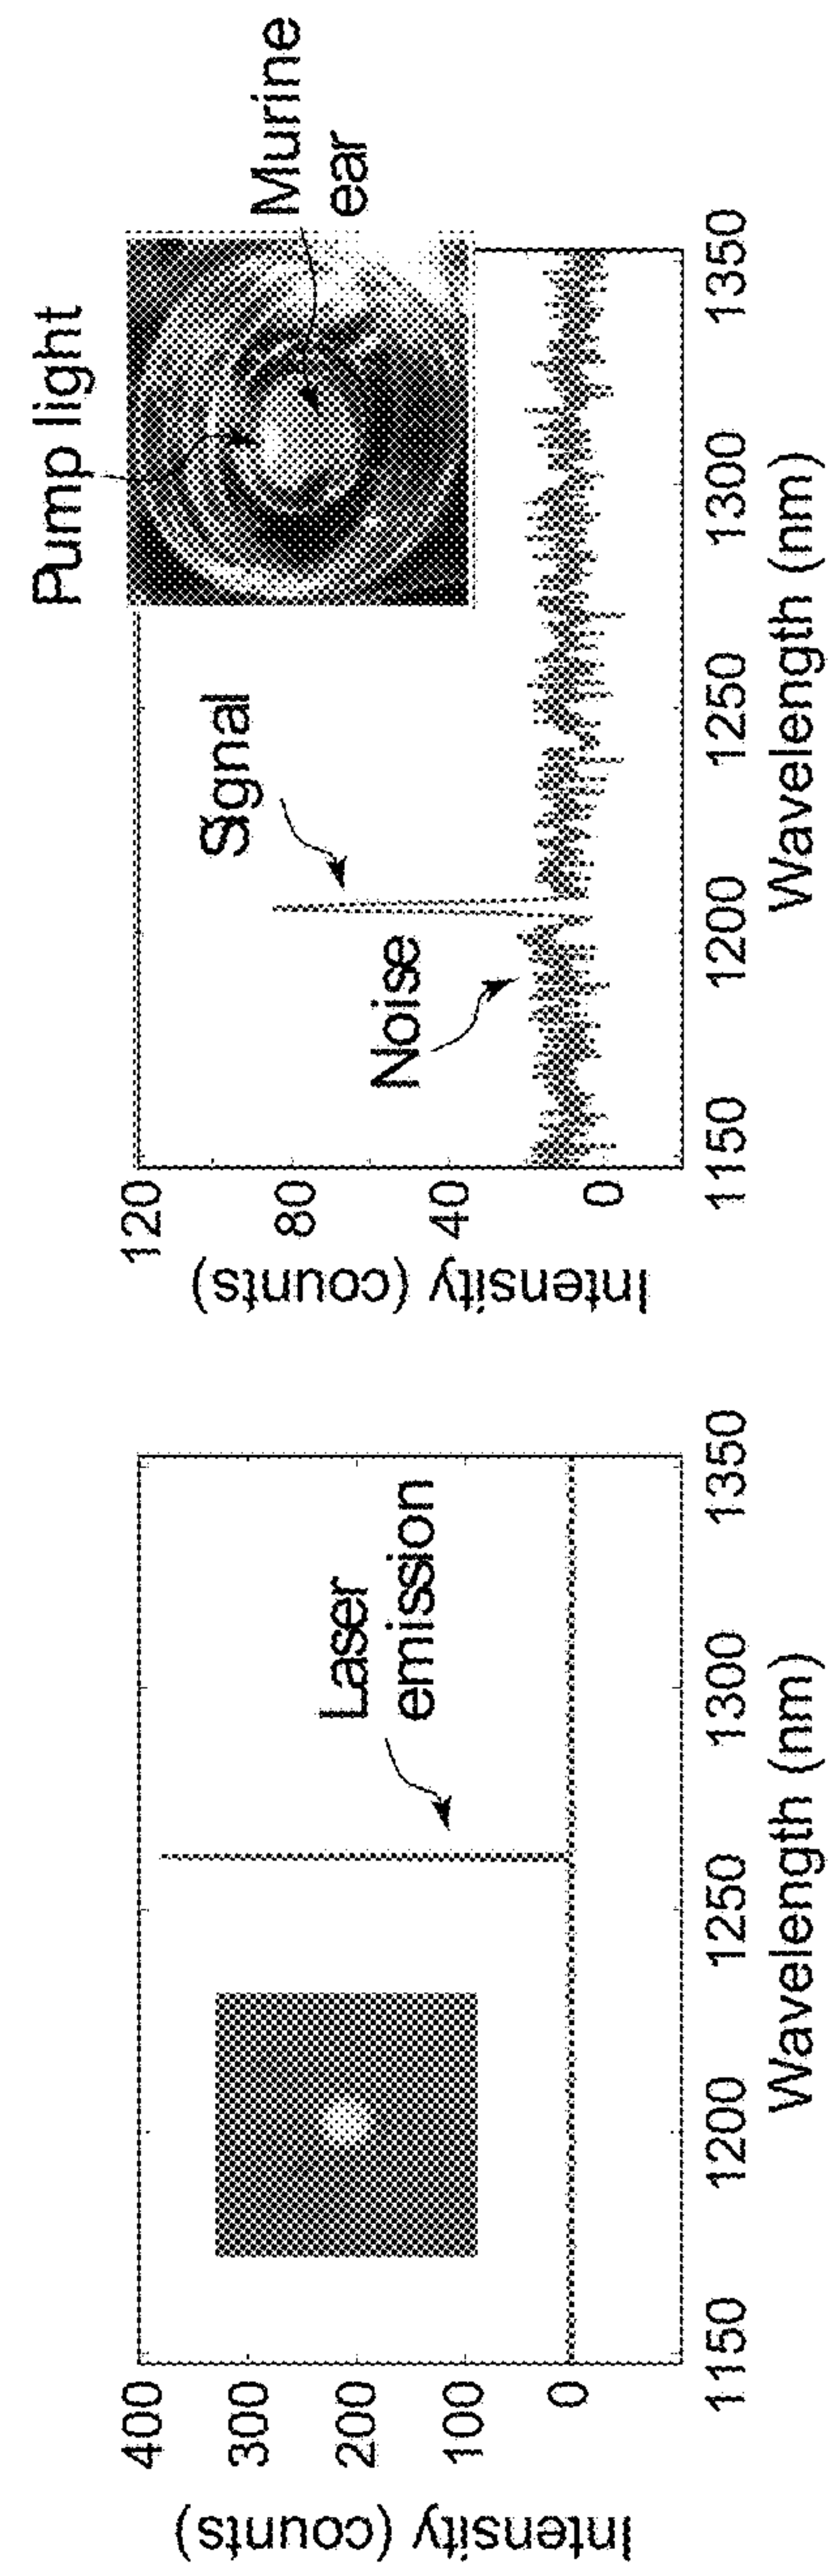 Intensity (counts)
400
300
200
100
0
Laser
emission
1150
1200
1250
1300
1350
Wavelength (nm)
Intensity (counts)
120
80
40
0
Noise
Signal
Pump light
Murine
ear
1150
1200
1250
1300
1350
Wavelength (nm)